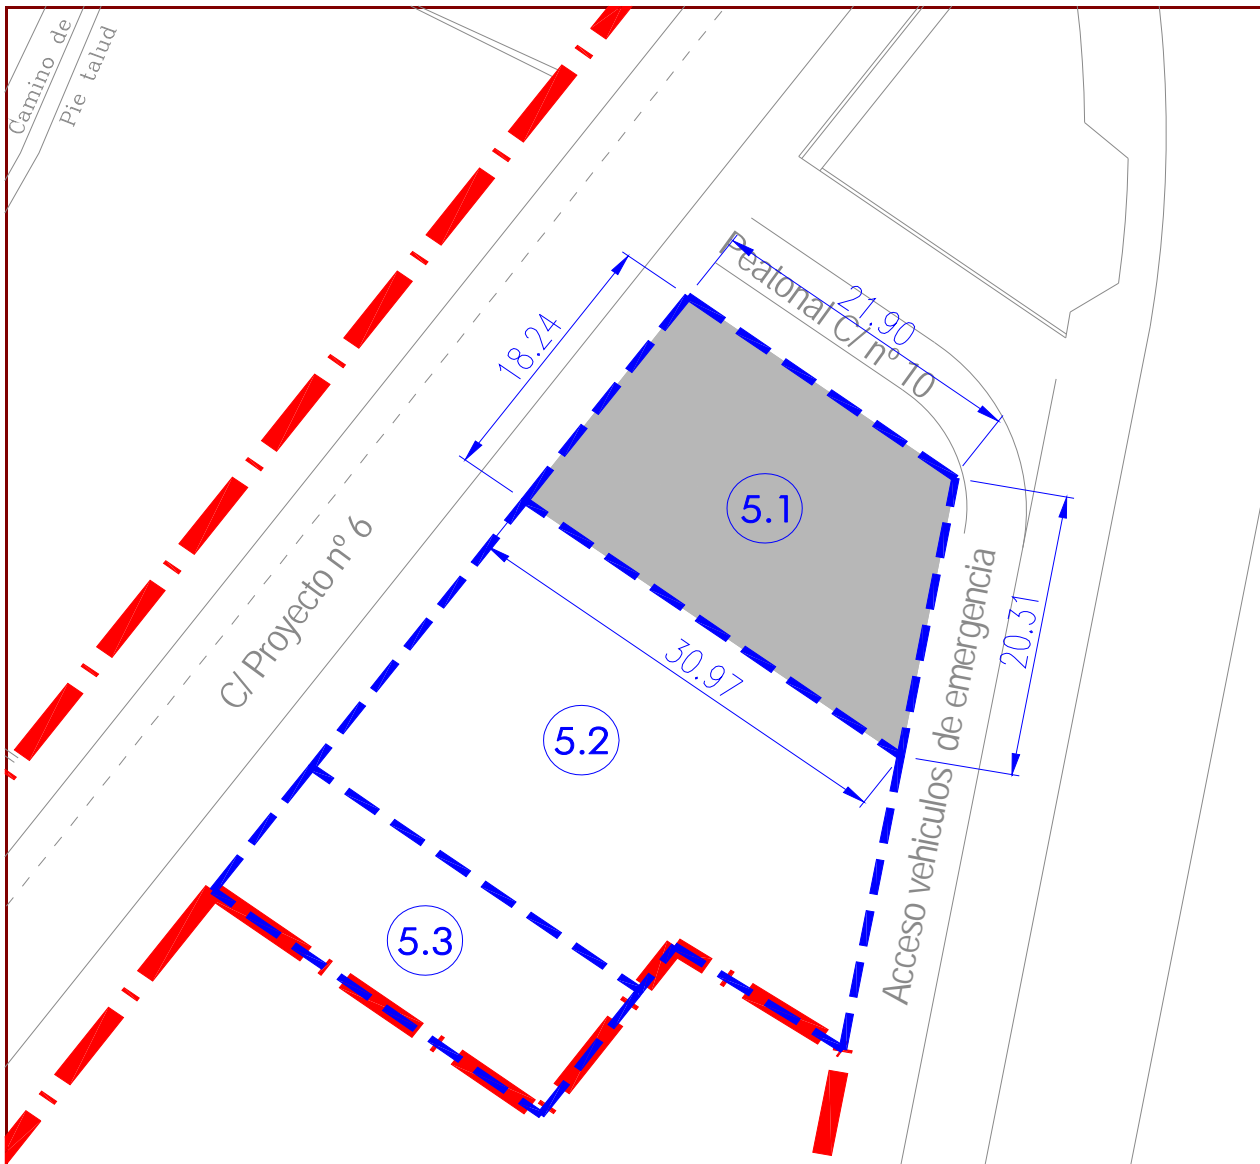 Camino de
Pie talud
Peatonal C/ nº 10
21.90
18.24
5.1
C/ Proyecto nº 6
30.97
20.31
5.2
Acceso vehiculos de emergencia
5.3